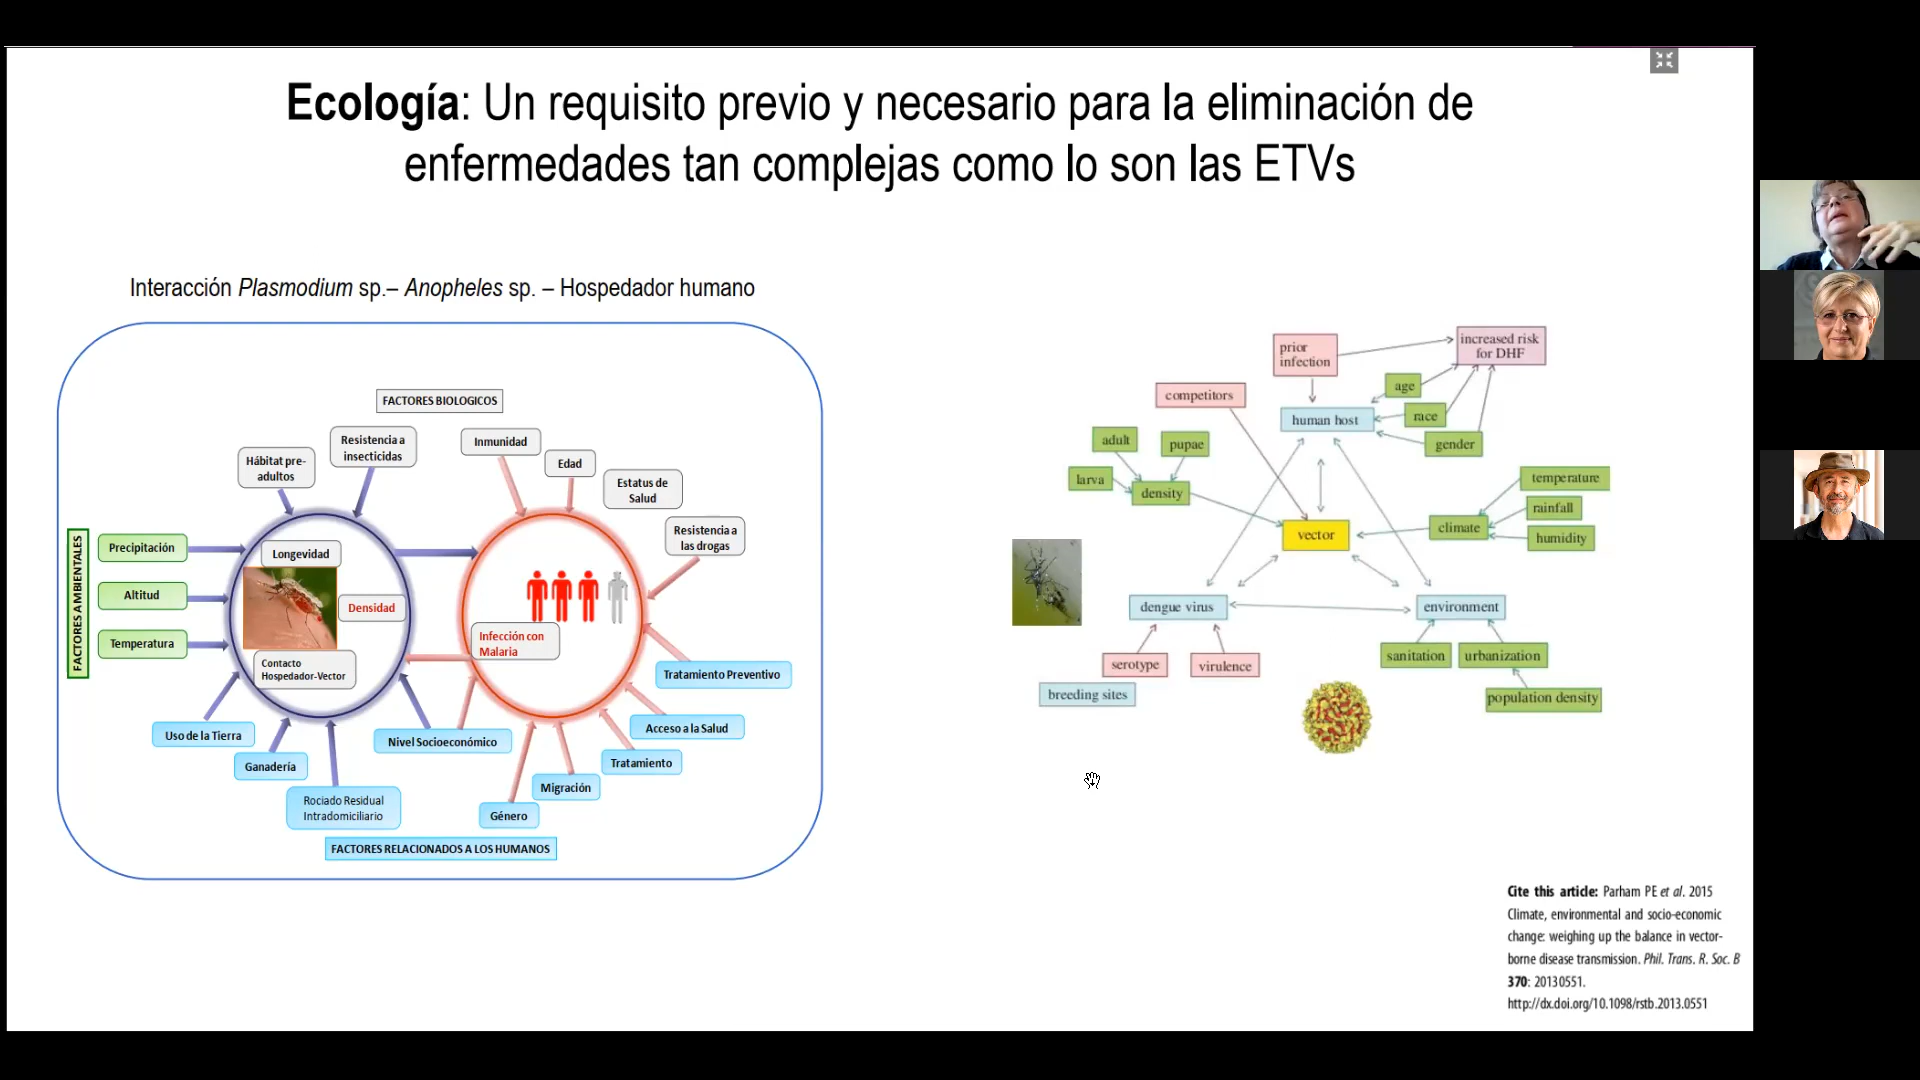 Ecología: Un requisito previo y necesario para la eliminación de
enfermedades tan complejas como lo son las ETVs
Interacción Plasmodium sp.– Anopheles sp. – Hospedador humano
FACTORES BIOLOGICOS
Hábitat pre-
adultos
Resistencia a
insecticidas
Inmunidad
Edad
Estatus de
Salud
Resistencia a
las drogas
FACTORES AMBIENTALES
Precipitación
Altitud
Temperatura
Longevidad
Densidad
Contacto
Hospedador-Vector
Infección con
Malaria
Tratamiento Preventivo
Acceso a la Salud
Tratamiento
Migración
Género
Nivel Socioeconómico
Uso de la Tierra
Ganadería
Rociado Residual
Intradomiciliario
FACTORES RELACIONADOS A LOS HUMANOS
prior
infection
increased risk
for DHF
competitors
age
race
gender
human host
adult
pupae
larva
density
vector
climate
temperature
rainfall
humidity
dengue virus
environment
serotype
virulence
sanitation
urbanization
breeding sites
population density
Cite this article: Parham PE et al. 2015
Climate, environmental and socio-economic
change: weighing up the balance in vector-
borne disease transmission. Phil. Trans. R. Soc. B
370: 20130551.
http://dx.doi.org/10.1098/rstb.2013.0551